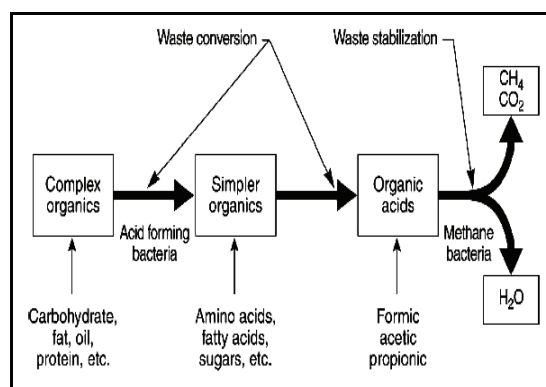 Waste conversion
Waste stabilization
CH₄
CO₂
Complex
organics
Simpler
organics
Organic
acids
Acid forming
bacteria
Methane
bacteria
H₂O
Carbohydrate,
fat, oil,
protein, etc.
Amino acids,
fatty acids,
sugars, etc.
Formic
acetic
propionic